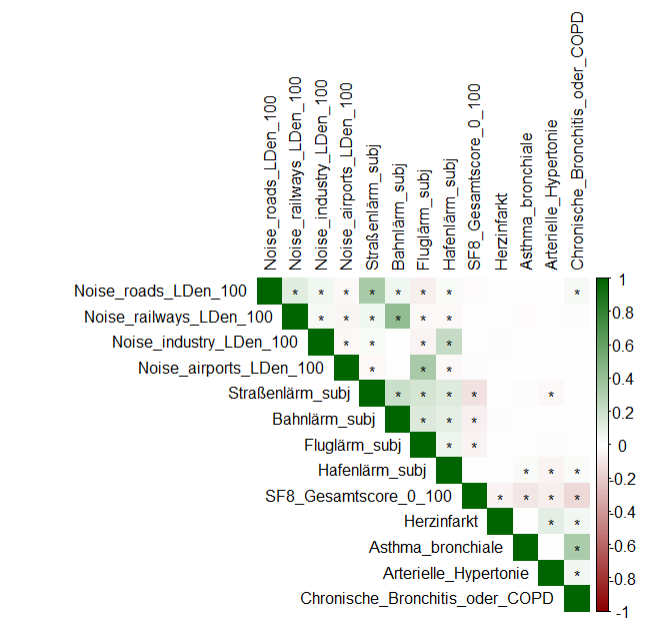 Noise_roads_LDen_100
Noise_railways_LDen_100
Noise_industry_LDen_100
Noise_airports_LDen_100
Straßenlärm_subj
Bahnlärm_subj
Fluglärm_subj
Hafenlärm_subj
SF8_Gesamtscore_0_100
Herzinfarkt
Asthma_bronchiale
Arterielle_Hypertonie
Chronische_Bronchitis_oder_COPD
Noise_roads_LDen_100 * * * * * * * *
Noise_railways_LDen_100 * * * * * *
Noise_industry_LDen_100 * * * *
Noise_airports_LDen_100 * * *
Straßenlärm_subj * * * * *
Bahnlärm_subj * * *
Fluglärm_subj * *
Hafenlärm_subj * * *
SF8_Gesamtscore_0_100 * * * *
Herzinfarkt * *
Asthma_bronchiale *
Arterielle_Hypertonie *
Chronische_Bronchitis_oder_COPD
1
0.8
0.6
0.4
0.2
0
-0.2
-0.4
-0.6
-0.8
-1